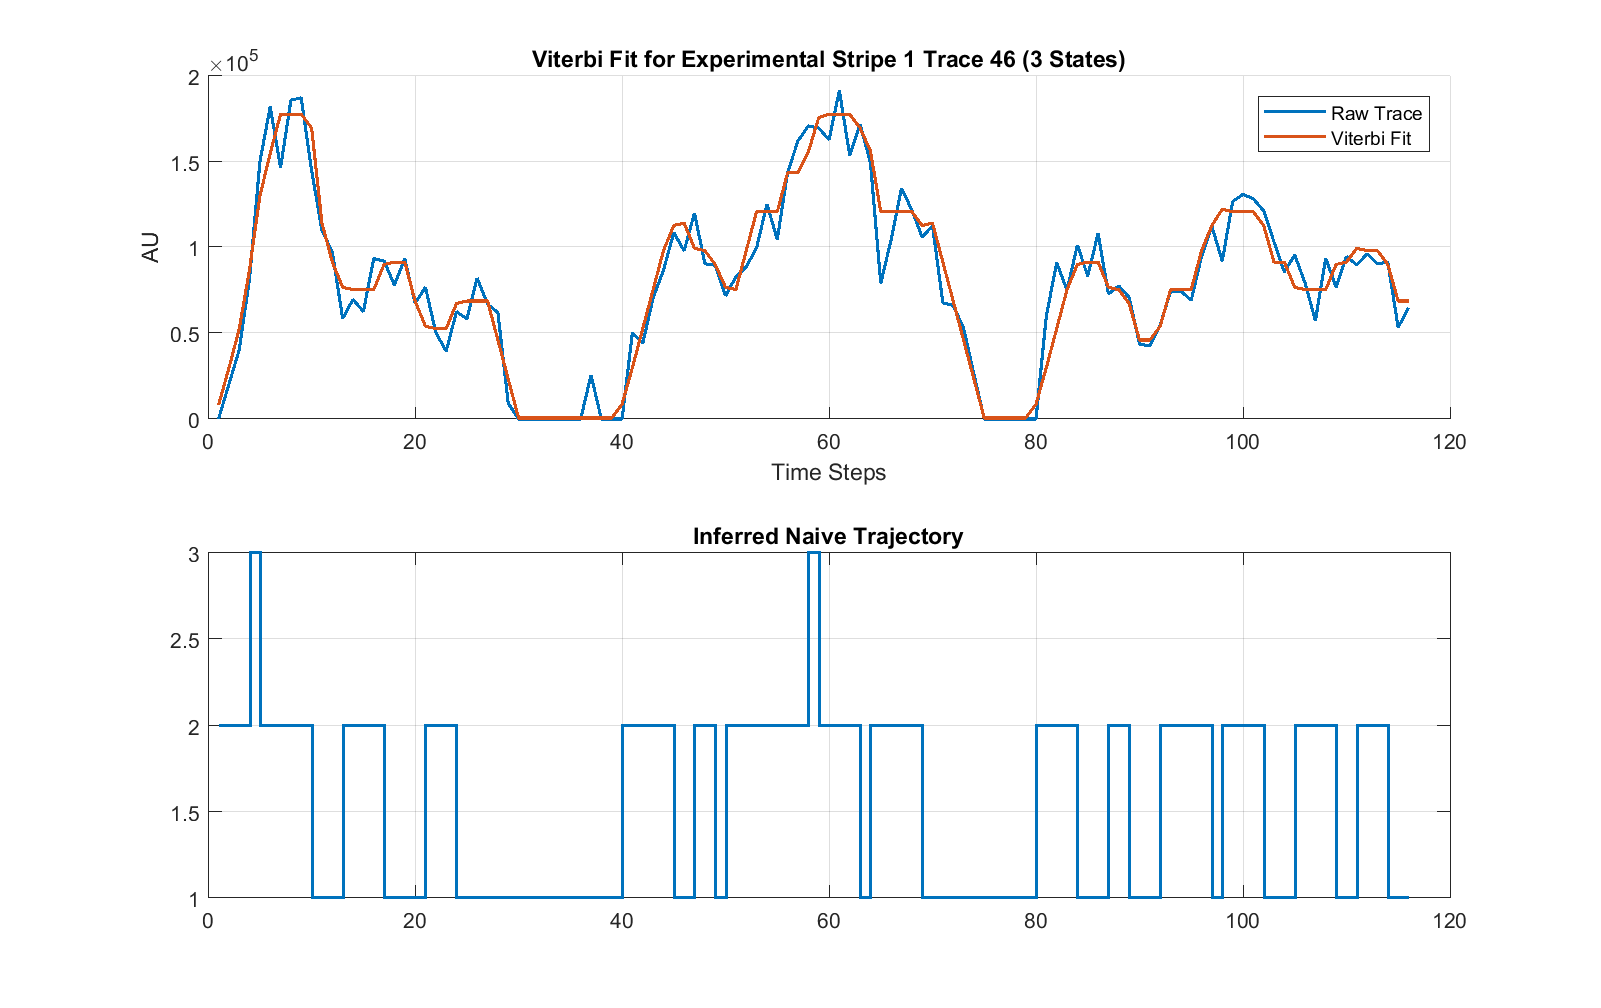 Viterbi Fit for Experimental Stripe 1 Trace 46 (3 States)
×10^5
2
1.5
1
0.5
0
AU
Raw Trace
Viterbi Fit
0 20 40 60 80 100 120
Time Steps
Inferred Naive Trajectory
3
2.5
2
1.5
1
0 20 40 60 80 100 120